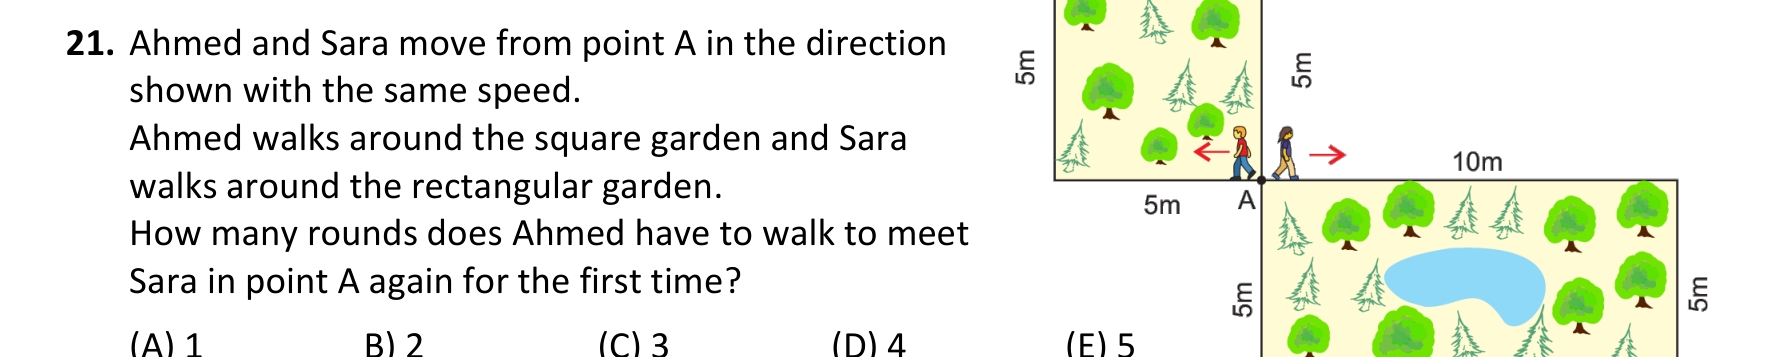 21. Ahmed and Sara move from point A in the direction
shown with the same speed.
Ahmed walks around the square garden and Sara
walks around the rectangular garden.
How many rounds does Ahmed have to walk to meet
Sara in point A again for the first time?
(A) 1 B) 2 (C) 3 (D) 4 (E) 5
5m
5m
10m
5m
A
5m
5m